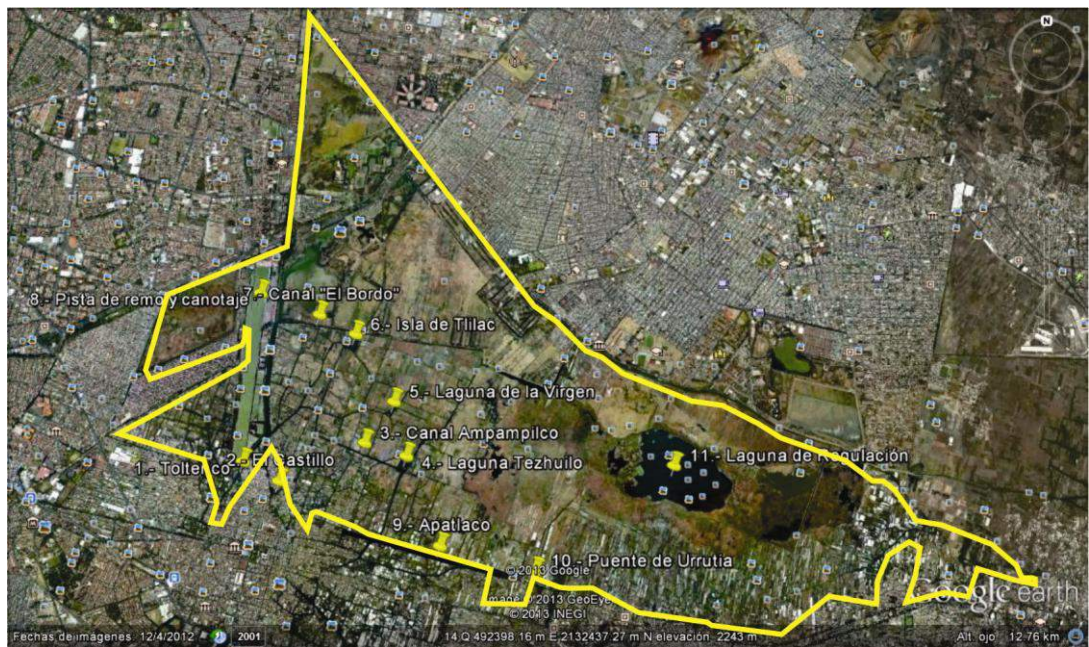 N
8.- Pista de remo y canotaje
7.- Canal "El Bordo"
6.- Isla de Tlilac
5.- Laguna de la Virgen
3.- Canal Ampampilco
4.- Laguna Tezhuilo
11.- Laguna de Regulación
1.- Toltenco
2.- El Castillo
9.- Apatlaco
10.- Puente de Urrutia
© 2013 Google
Image © 2013 GeoEye
© 2013 INEGI
Google earth
Fechas de imagenes 12/4/2012 2001 14 Q 492398.16 m E 2132437.27 m N elevación 2243 m Alt. ojo 12.76 km